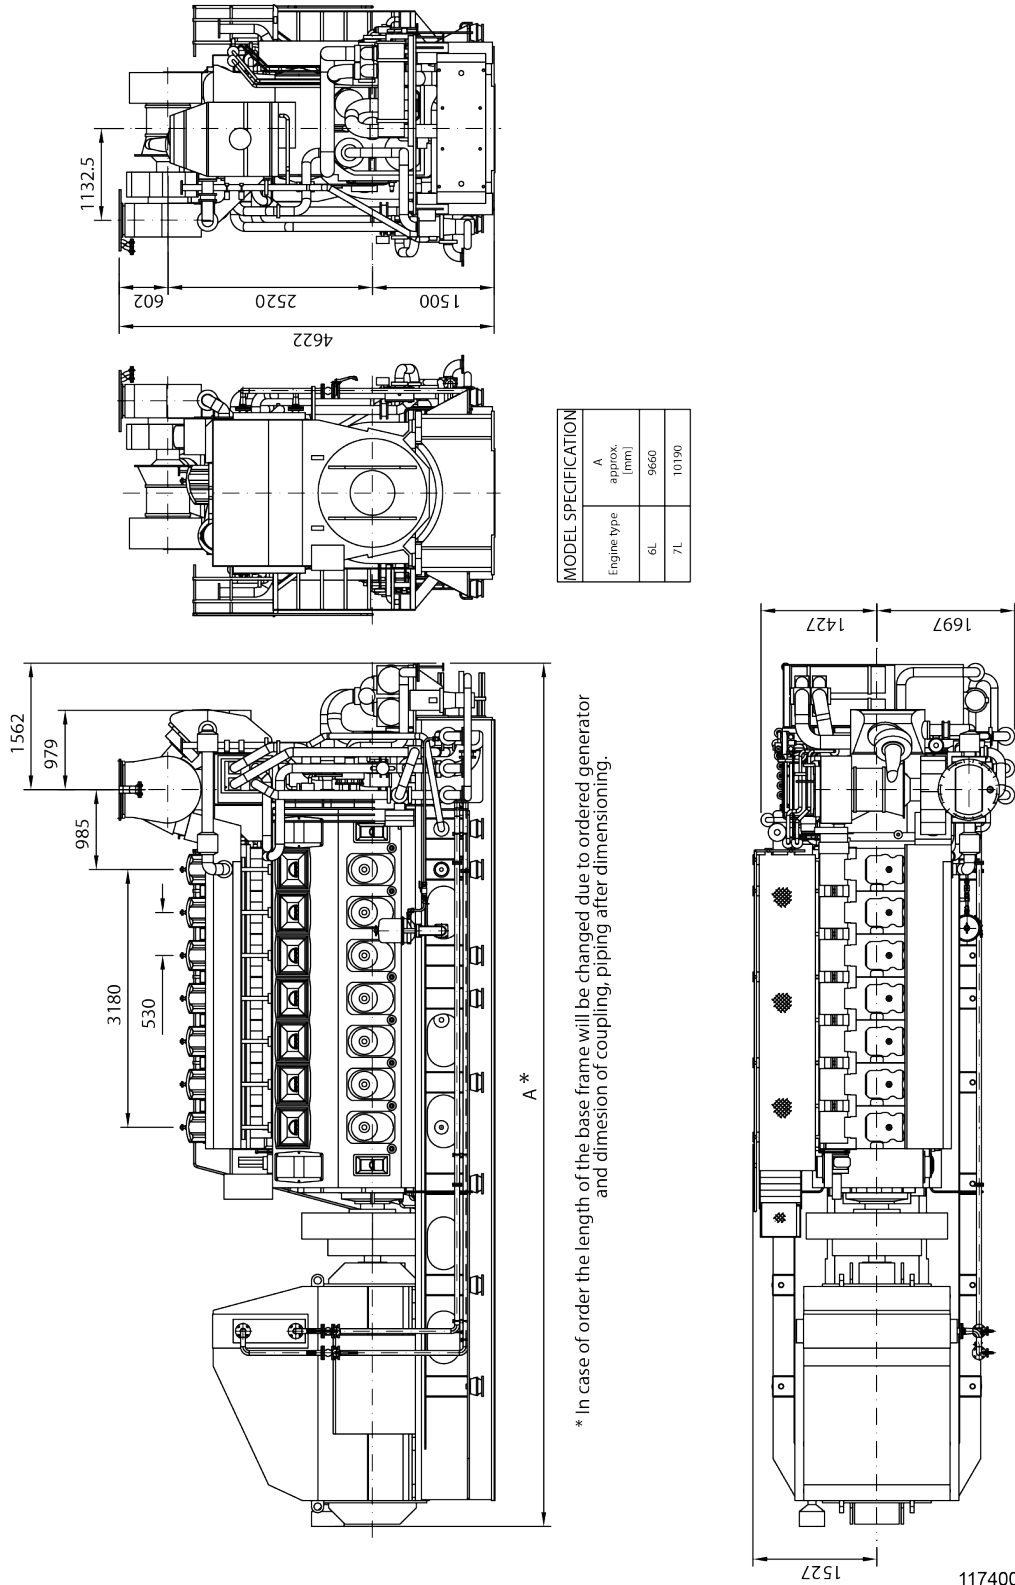 1132.5
602
2520
1500
4622
MODEL SPECIFICATION
Engine type
A
approx.
[mm]
6L
9660
7L
10190
1562
979
985
3180
530
A *
* In case of order the length of the base frame will be changed due to ordered generator
and dimesion of coupling, piping after dimensioning.
1427
1697
1527
117400